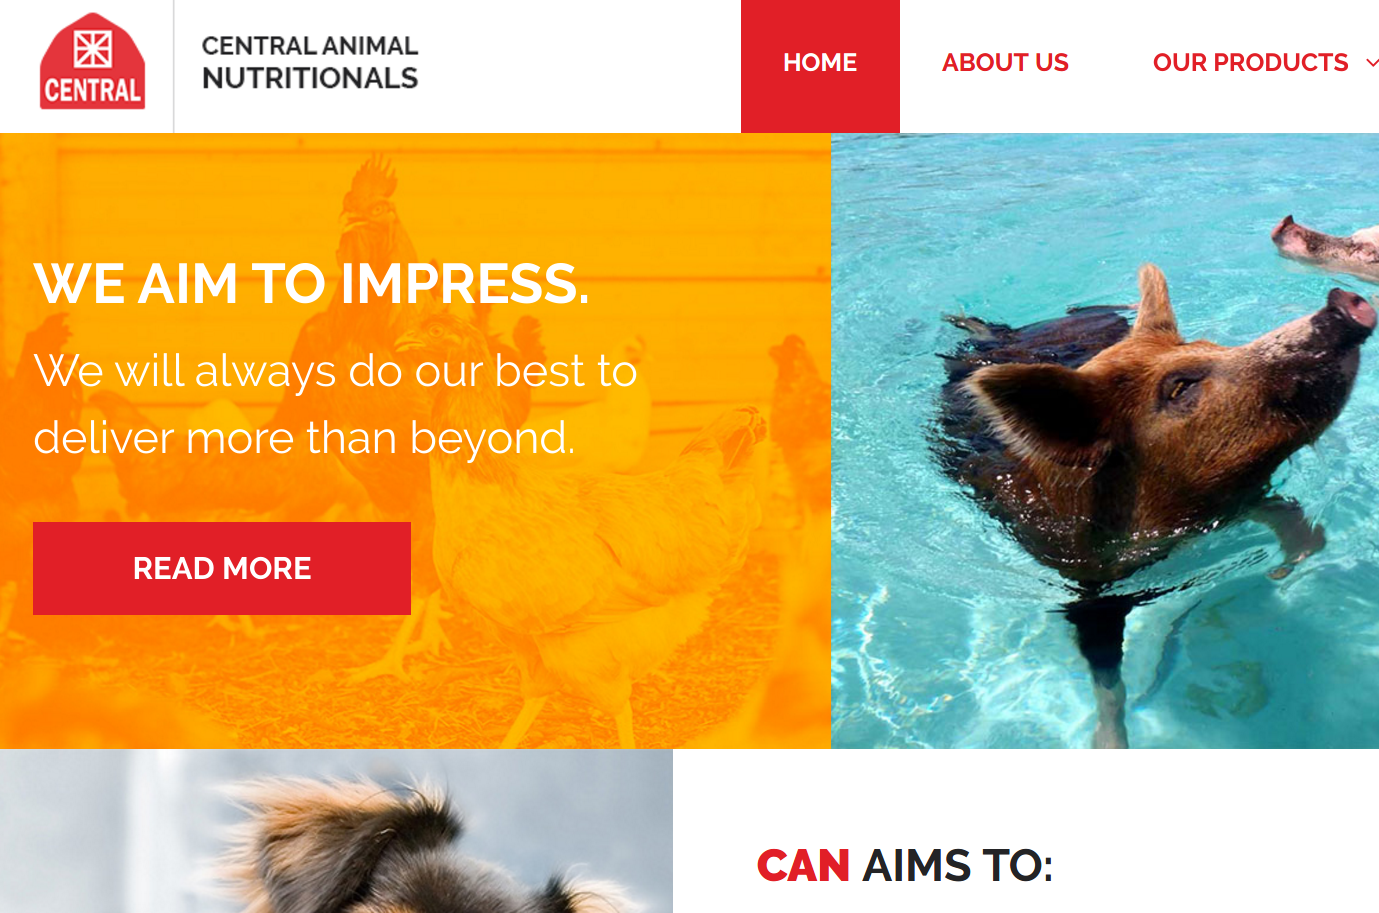 CENTRAL
CENTRAL ANIMAL
NUTRITIONALS
HOME
ABOUT US
OUR PRODUCTS
WE AIM TO IMPRESS.
We will always do our best to
deliver more than beyond.
READ MORE
CAN AIMS TO: